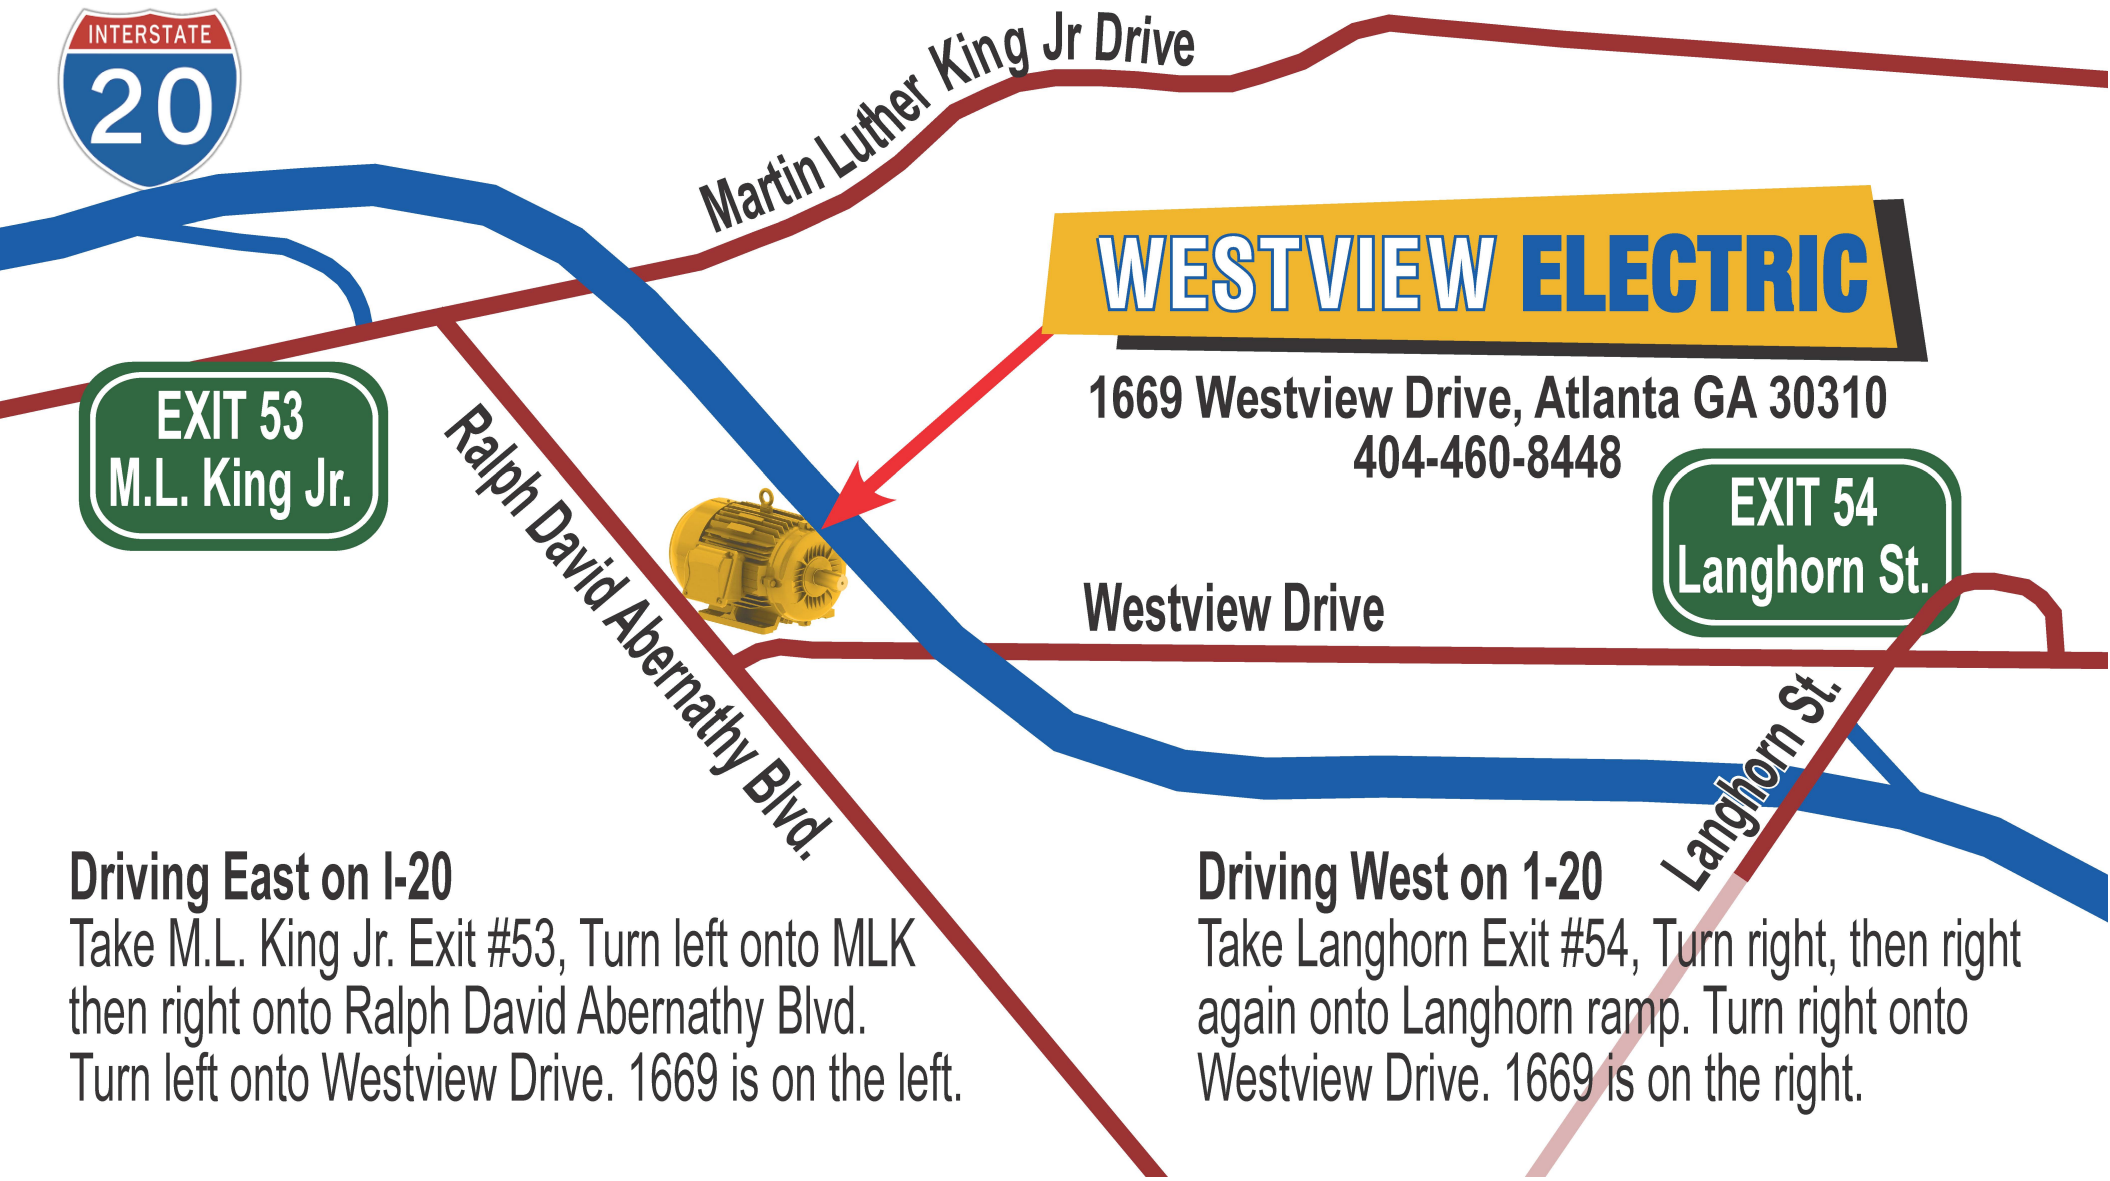 INTERSTATE
20
Martin Luther King Jr Drive
WESTVIEW ELECTRIC
1669 Westview Drive, Atlanta GA 30310
404-460-8448
EXIT 53
M.L. King Jr.
Ralph David Abernathy Blvd.
EXIT 54
Langhorn St.
Westview Drive
Langhorn St.
Driving East on I-20
Take M.L. King Jr. Exit #53, Turn left onto MLK
then right onto Ralph David Abernathy Blvd.
Turn left onto Westview Drive. 1669 is on the left.
Driving West on 1-20
Take Langhorn Exit #54, Turn right, then right
again onto Langhorn ramp. Turn right onto
Westview Drive. 1669 is on the right.